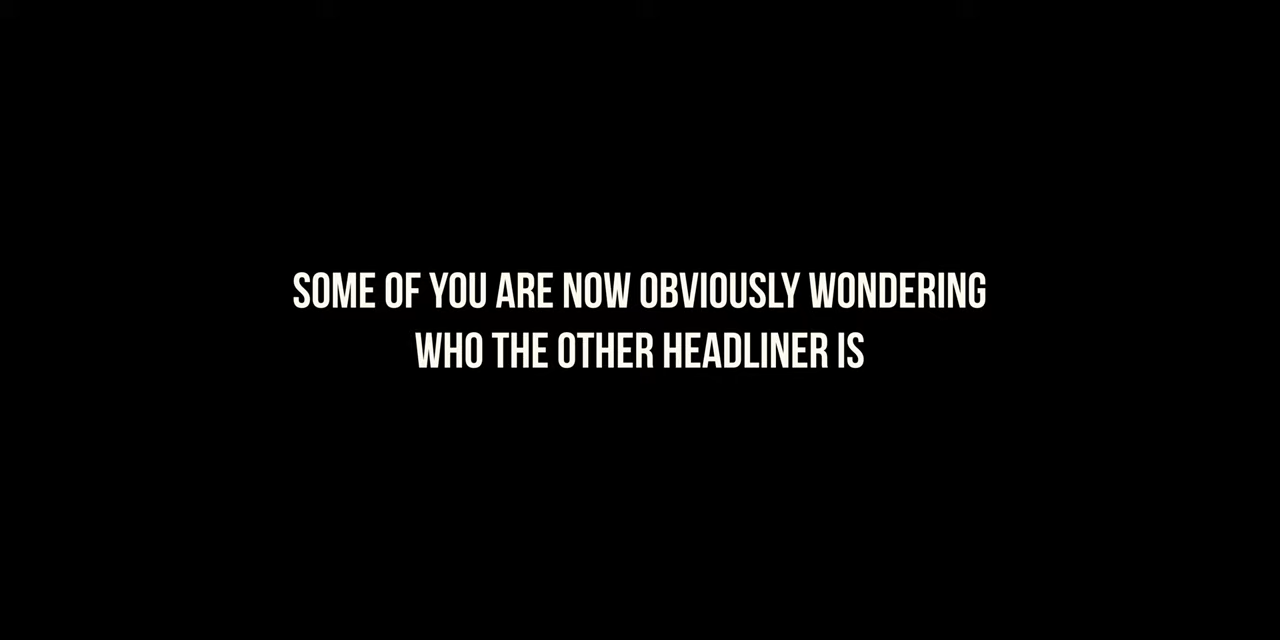 SOME OF YOU ARE NOW OBVIOUSLY WONDERING
WHO THE OTHER HEADLINER IS